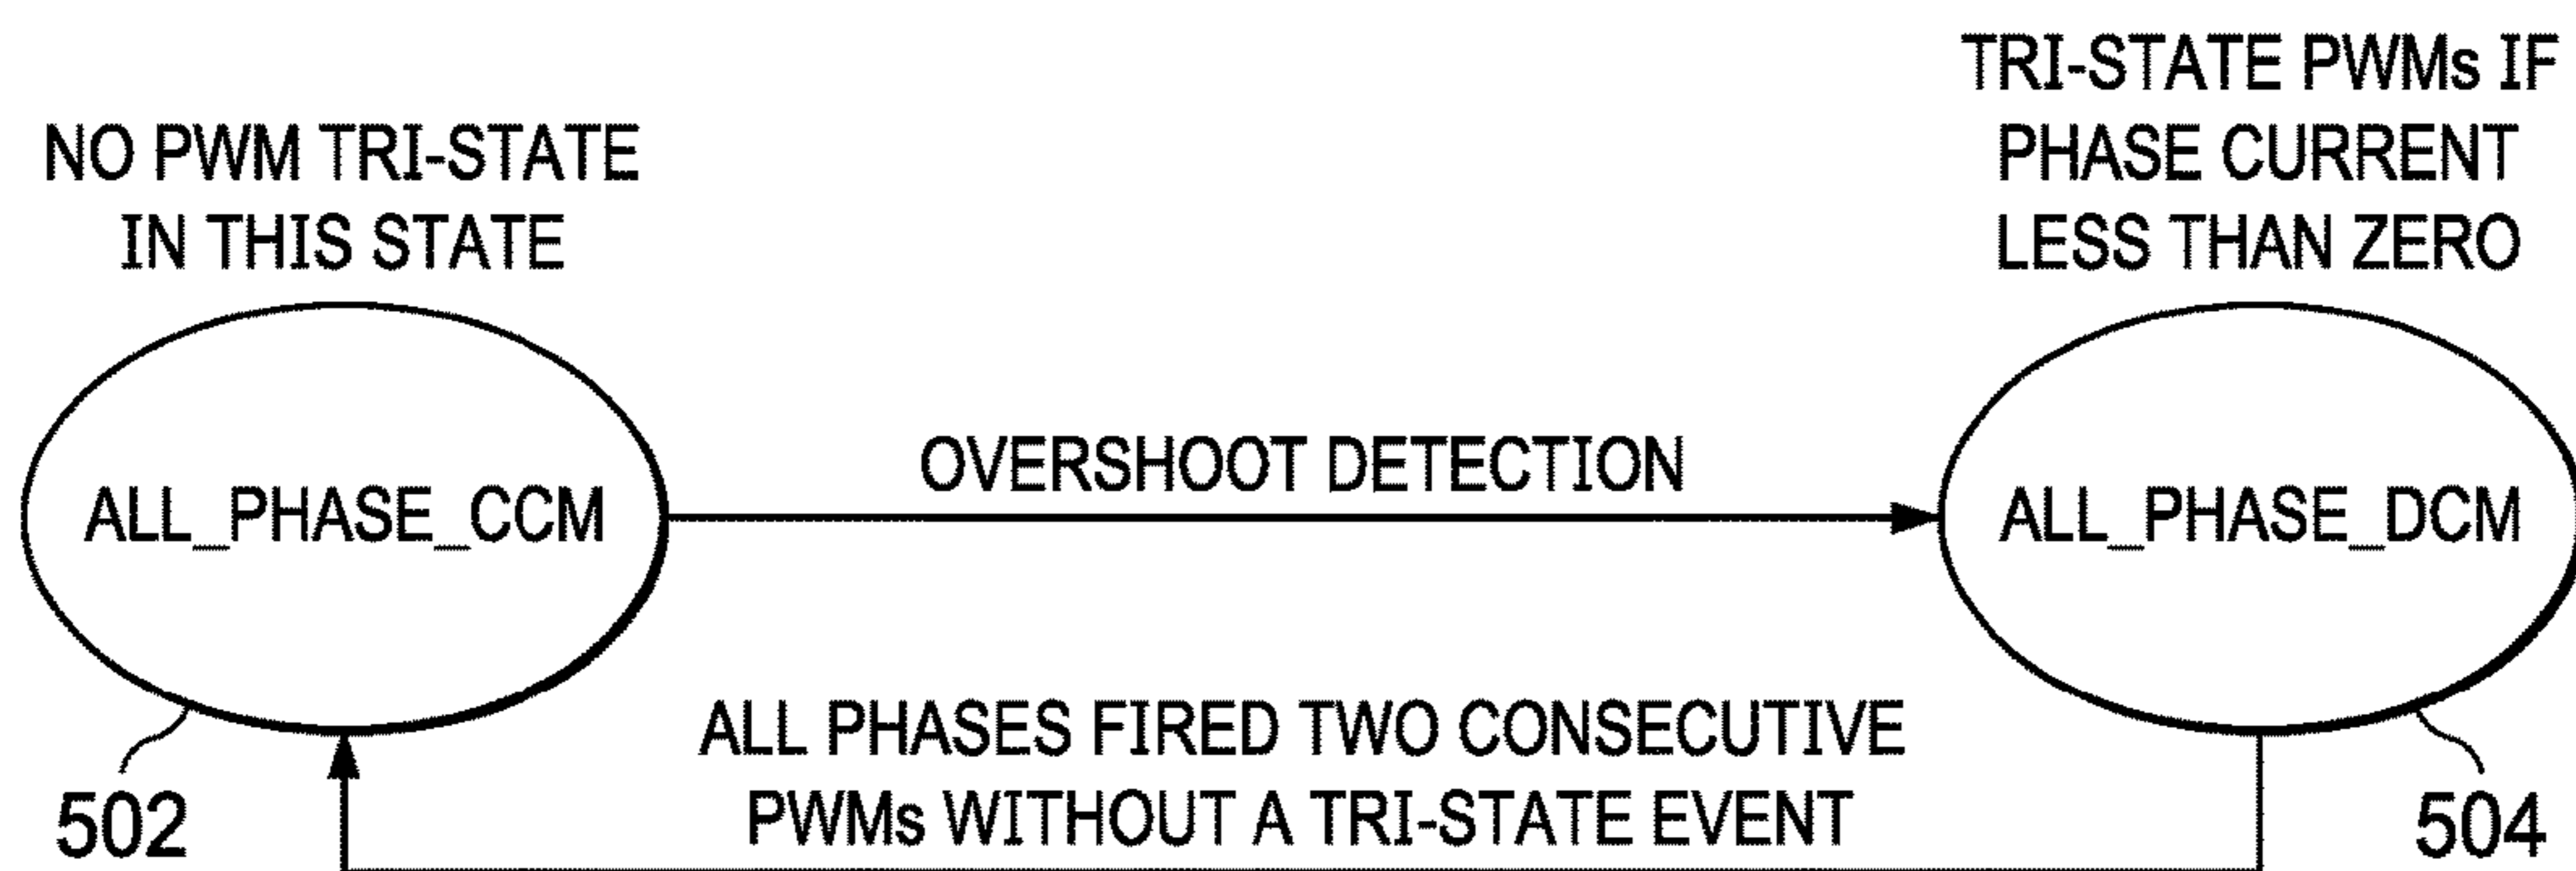 NO PWM TRI-STATE
IN THIS STATE
TRI-STATE PWMs IF
PHASE CURRENT
LESS THAN ZERO
ALL_PHASE_CCM
OVERSHOOT DETECTION
ALL_PHASE_DCM
ALL PHASES FIRED TWO CONSECUTIVE
PWMs WITHOUT A TRI-STATE EVENT
502
504